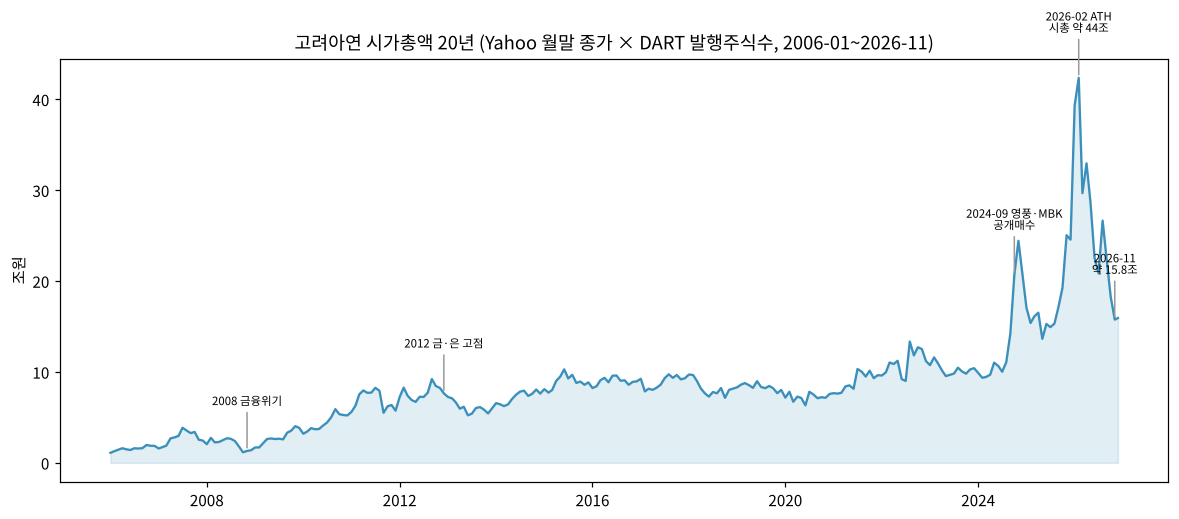 2026-02 ATH
시총 약 44조
고려아연 시가총액 20년 (Yahoo 월말 종가 × DART 발행주식수, 2006-01~2026-11)
조원
40
30
20
10
0
2024-09 영풍·MBK
공개매수
2026-11
약 15.8조
2012 금·은 고점
2008 금융위기
2008
2012
2016
2020
2024